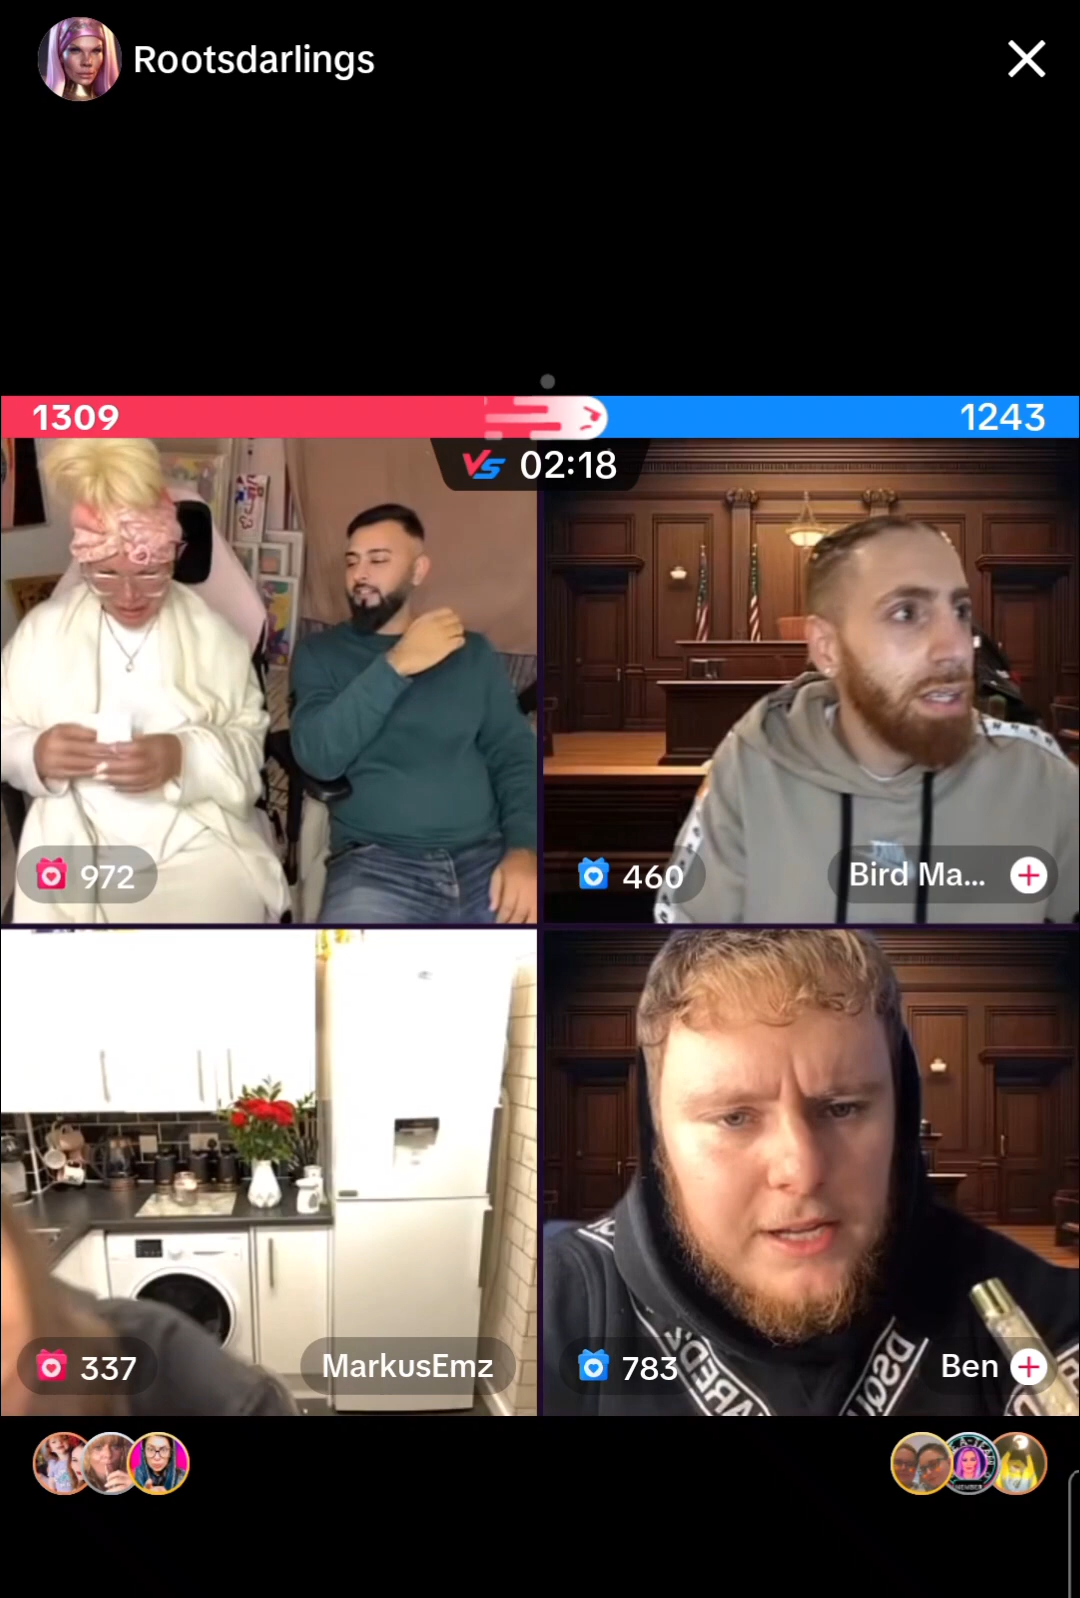 Rootsdarlings
1309
1243
VS 02:18
972
460
Bird Ma...
337
MarkusEmz
783
Ben